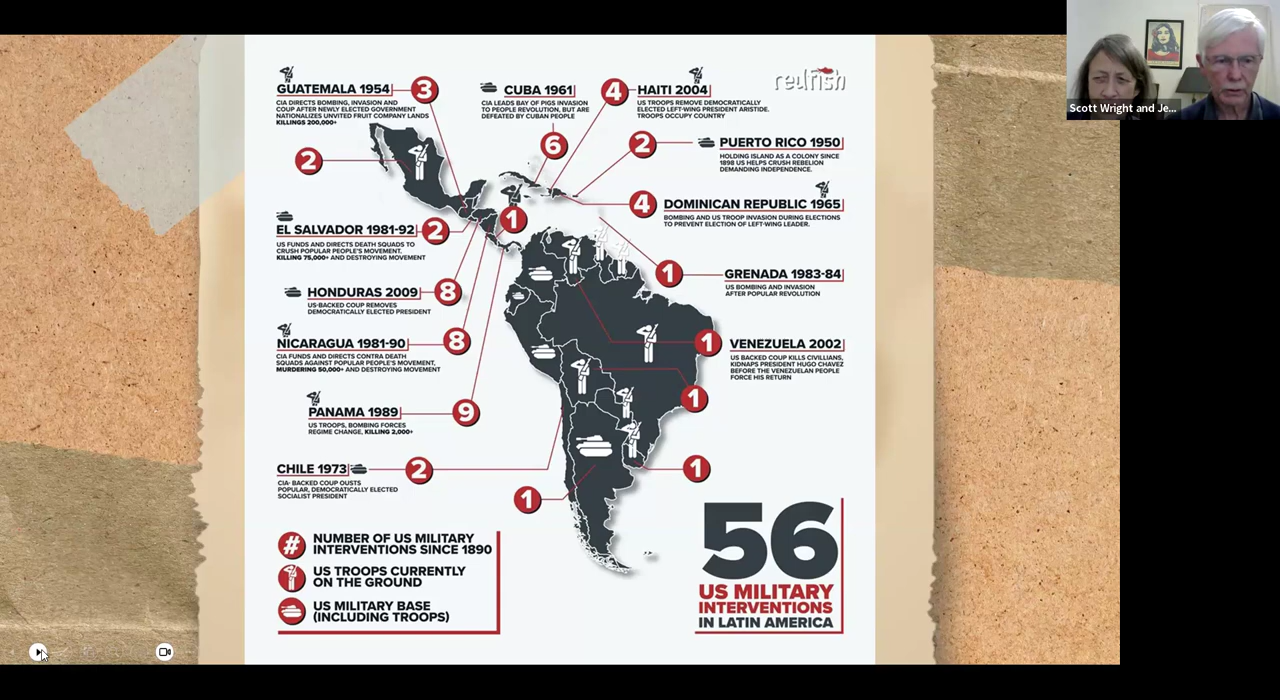 redfish
Scott Wright and Je...
GUATEMALA 1954
3
CIA DIRECTS BOMBING, INVASION AND
COUP AFTER NEWLY ELECTED GOVERNMENT
NATIONALIZES UNVITED FRUIT COMPANY LANDS
KILLINGS 200,000+
CUBA 1961
CIA LEADS BAY OF PIGS INVASION
TO PEOPLE REVOLUTION, BUT ARE
DEFEATED BY CUBAN PEOPLE
6
4
HAITI 2004
US TROOPS REMOVE DEMOCRATICALLY
ELECTED LEFT-WING PRESIDENT ARISTIDE.
TROOPS OCCUPY COUNTRY
2
2
PUERTO RICO 1950
HOLDING ISLAND AS A COLONY SINCE
1898 US HELPS CRUSH REBELION
DEMANDING INDEPENDENCE.
4
DOMINICAN REPUBLIC 1965
BOMBING AND US TROOP INVASION DURING ELECTIONS
TO PREVENT ELECTION OF LEFT-WING LEADER.
1
EL SALVADOR 1981-92
2
US FUNDS AND DIRECTS DEATH SQUADS TO
CRUSH POPULAR PEOPLE'S MOVEMENT,
KILLING 75,000+ AND DESTROYING MOVEMENT
1
GRENADA 1983-84
US BOMBING AND INVASION
AFTER POPULAR REVOLUTION
HONDURAS 2009
8
US-BACKED COUP REMOVES
DEMOCRATICALLY ELECTED PRESIDENT
NICARAGUA 1981-90
8
CIA FUNDS AND DIRECTS CONTRA DEATH
SQUADS AGAINST POPULAR PEOPLE'S MOVEMENT,
MURDERING 50,000+ AND DESTROYING MOVEMENT
1
VENEZUELA 2002
US BACKED COUP KILLS CIVILLIANS,
KIDNAPS PRESIDENT HUGO CHAVEZ
BEFORE THE VENEZUELAN PEOPLE
FORCE HIS RETURN
1
PANAMA 1989
9
US TROOPS, BOMBING FORCES
REGIME CHANGE, KILLING 2,000+
CHILE 1973
2
CIA- BACKED COUP OUSTS
POPULAR, DEMOCRATICALLY ELECTED
SOCIALIST PRESIDENT
1
1
# NUMBER OF US MILITARY
INTERVENTIONS SINCE 1890
US TROOPS CURRENTLY
ON THE GROUND
US MILITARY BASE
(INCLUDING TROOPS)
56
US MILITARY
INTERVENTIONS
IN LATIN AMERICA